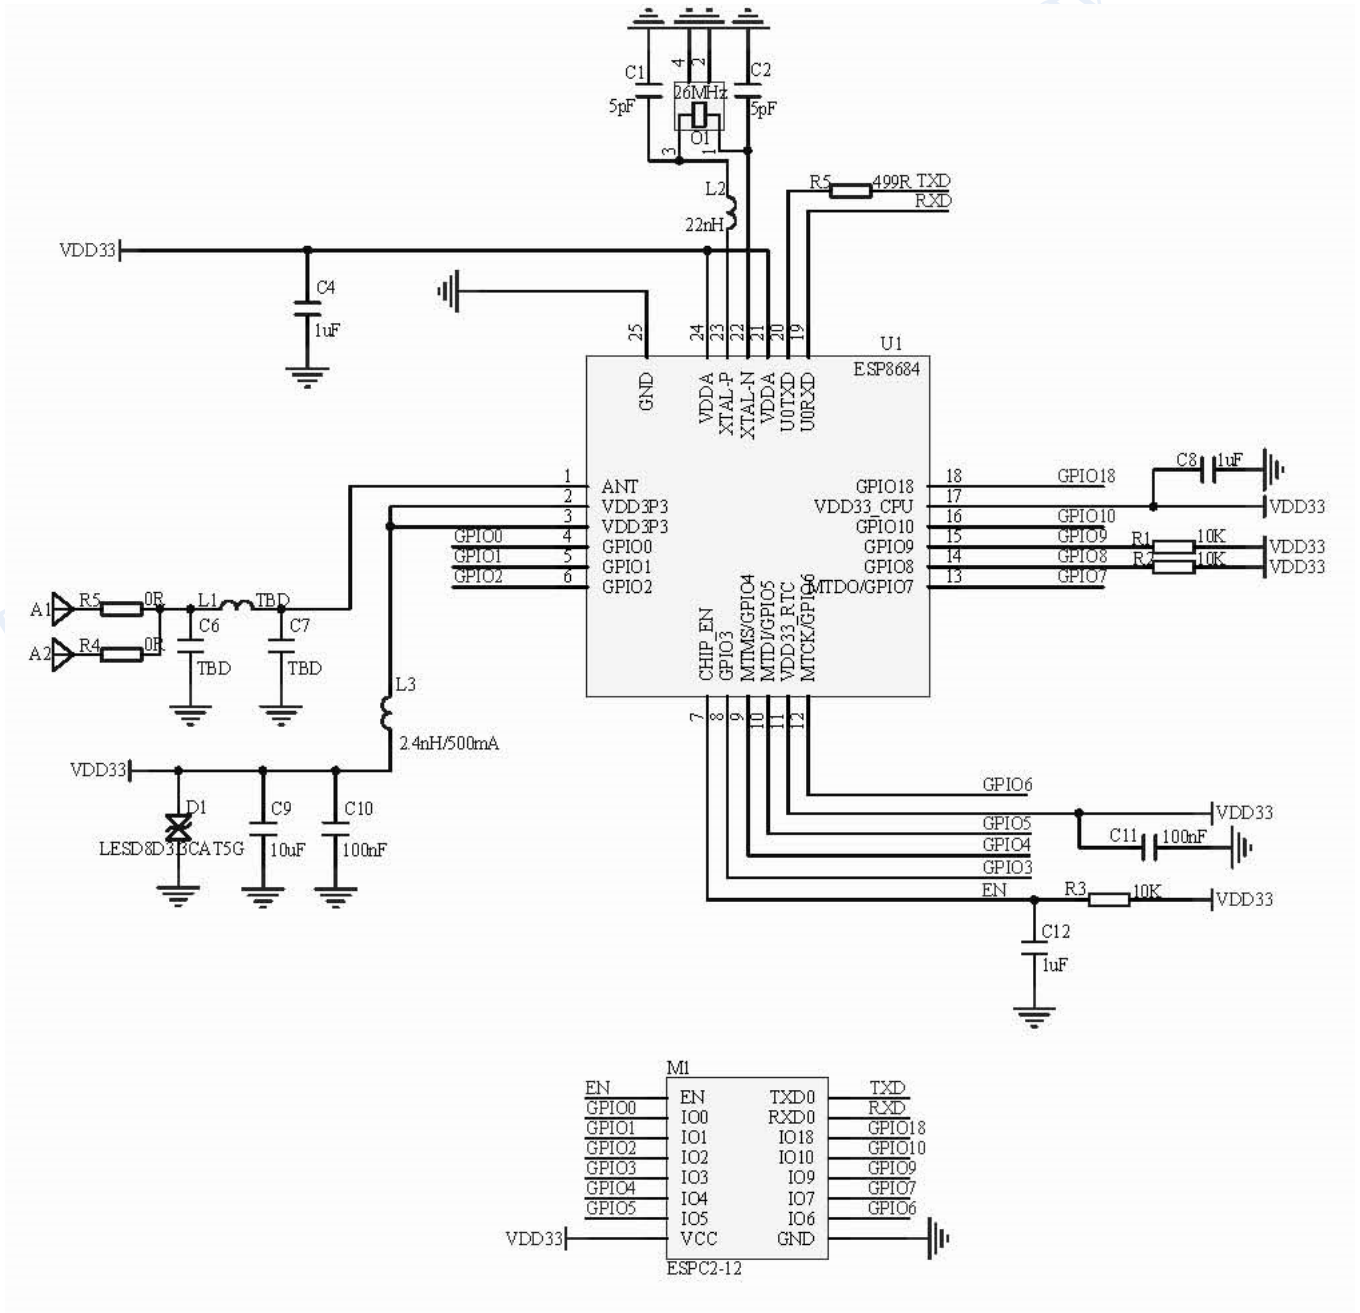 4
2
C1
C2
26MHz
5pF
5pF
O1
3
1
R5
499R TXD
L2
RXD
22nH
VDD33
C4
1uF
25
24
23
22
21
20
19
U1
ESP8684
GND
VDDA
XTAL-P
XTAL-N
VDDA
U0TXD
U0RXD
C8
1uF
1
ANT
GPIO18
18
GPIO18
2
VDD3P3
VDD33_CPU
17
VDD33
3
VDD3P3
GPIO10
16
GPIO10
GPIO0
4
GPIO0
GPIO9
15
GPIO9
R1
10K
VDD33
GPIO1
5
GPIO1
GPIO8
14
GPIO8
R2
10K
VDD33
GPIO2
6
GPIO2
MTDO/GPIO7
13
GPIO7
CHIP_EN
GPIO3
MTMS/GPIO4
MTDI/GPIO5
VDD33_RTC
MTCK/GPIO6
A1
R5
0R
L1
TBD
C6
C7
A2
R4
0R
TBD
TBD
L3
7
8
9
10
11
12
2.4nH/500mA
VDD33
GPIO6
D1
C9
C10
VDD33
GPIO5
C11
100nF
LESD8D3.3CAT5G
10uF
100nF
GPIO4
GPIO3
EN
R3
10K
VDD33
C12
1uF
M1
EN
EN
TXD0
TXD
GPIO0
IO0
RXD0
RXD
GPIO1
IO1
IO18
GPIO18
GPIO2
IO2
IO10
GPIO10
GPIO3
IO3
IO9
GPIO9
GPIO4
IO4
IO7
GPIO7
GPIO5
IO5
IO6
GPIO6
VDD33
VCC
GND
ESPC2-12